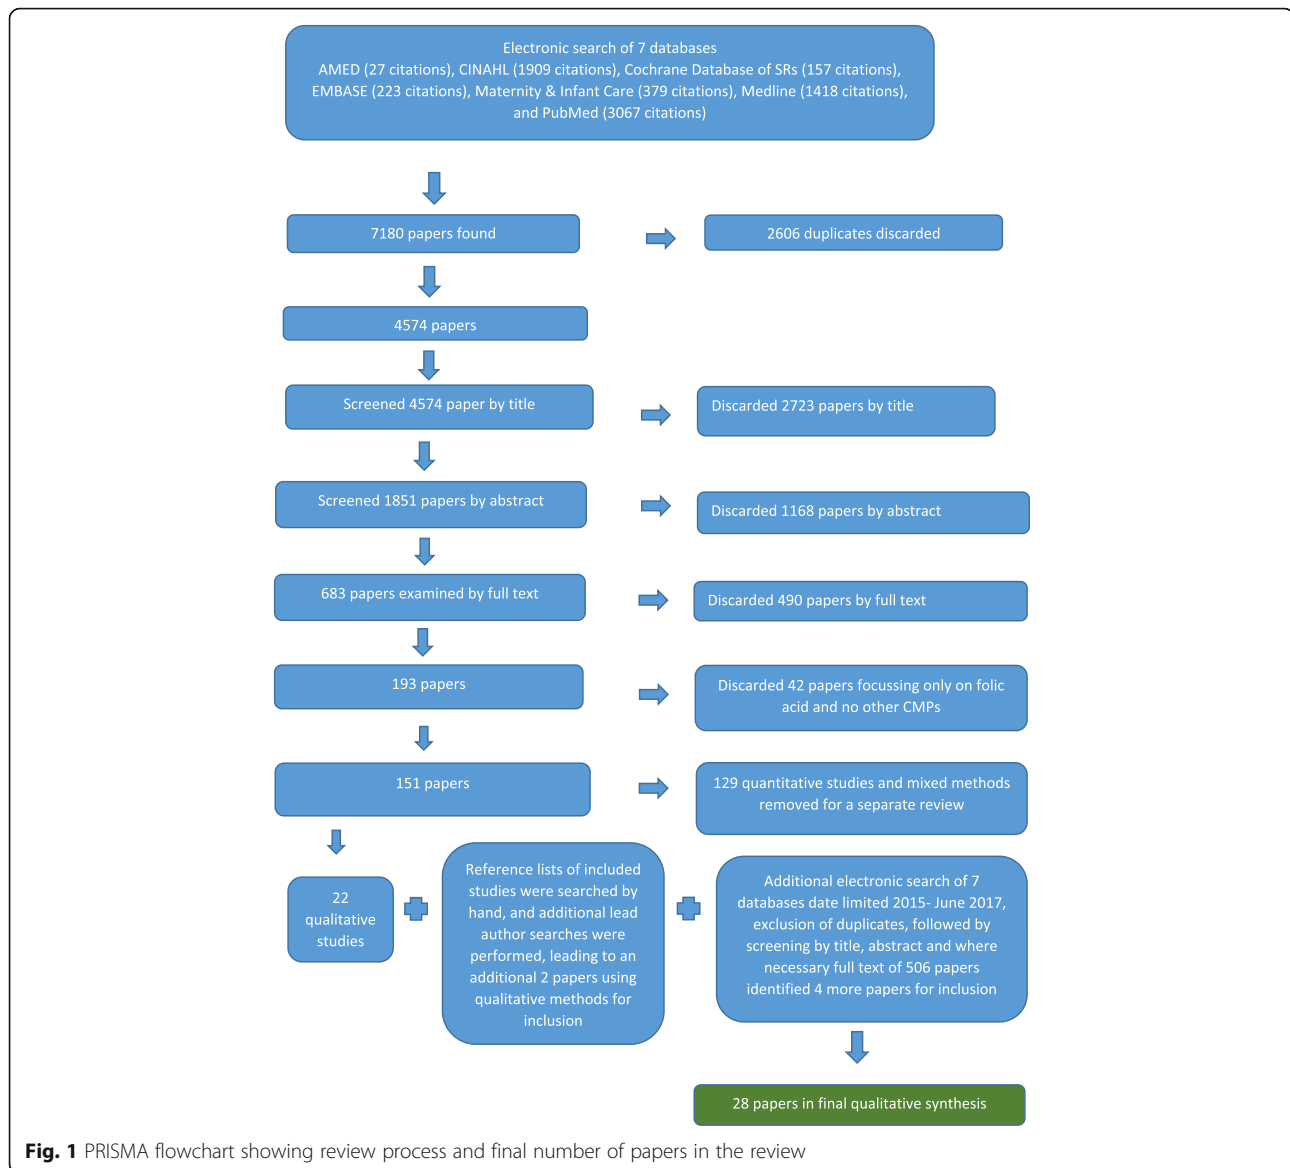 Electronic search of 7 databases
AMED (27 citations), CINAHL (1909 citations), Cochrane Database of SRs (157 citations),
EMBASE (223 citations), Maternity & Infant Care (379 citations), Medline (1418 citations),
and PubMed (3067 citations)
7180 papers found
2606 duplicates discarded
4574 papers
Screened 4574 paper by title
Discarded 2723 papers by title
Screened 1851 papers by abstract
Discarded 1168 papers by abstract
683 papers examined by full text
Discarded 490 papers by full text
193 papers
Discarded 42 papers focussing only on folic
acid and no other CMPs
151 papers
129 quantitative studies and mixed methods
removed for a separate review
22
qualitative
studies
Reference lists of included
studies were searched by
hand, and additional lead
author searches were
performed, leading to an
additional 2 papers using
qualitative methods for
inclusion
Additional electronic search of 7
databases date limited 2015- June 2017,
exclusion of duplicates, followed by
screening by title, abstract and where
necessary full text of 506 papers
identified 4 more papers for inclusion
28 papers in final qualitative synthesis
Fig. 1 PRISMA flowchart showing review process and final number of papers in the review